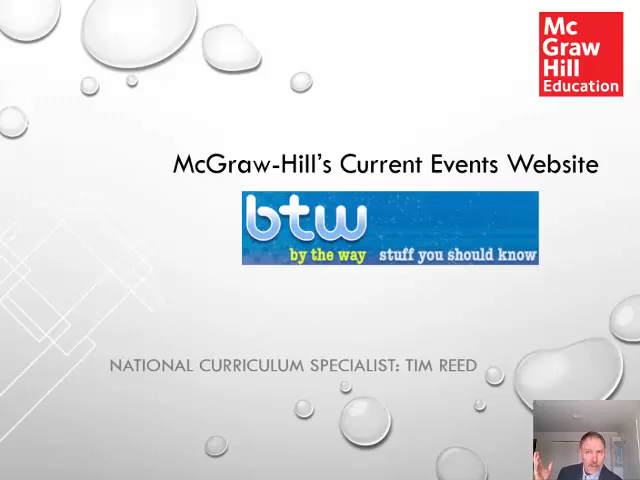 Mc
Graw
Hill
Education
McGraw-Hill's Current Events Website
btw
by the way stuff you should know
NATIONAL CURRICULUM SPECIALIST: TIM REED